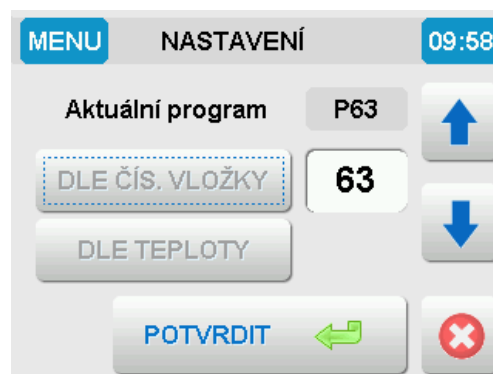 MENU NASTAVENÍ 09:58
Aktuální program P63
DLE ČÍS. VLOŽKY 63
DLE TEPLOTY
POTVRDIT